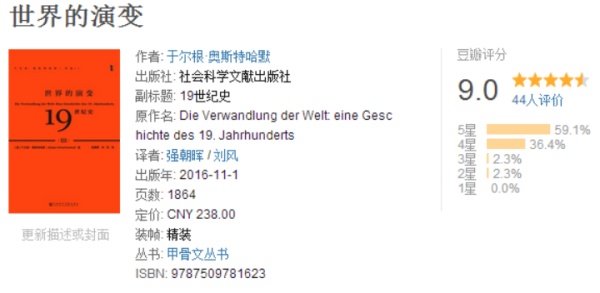 世界的演变
世界的演变
19
世纪史
作者: 于尔根·奥斯特哈默
出版社: 社会科学文献出版社
副标题: 19世纪史
原作名: Die Verwandlung der Welt: eine Gesc
hichte des 19. Jahrhunderts
译者: 强朝晖 / 刘风
出版年: 2016-11-1
页数: 1864
定价: CNY 238.00
装帧: 精装
丛书: 甲骨文丛书
ISBN: 9787509781623
更新描述或封面
豆瓣评分
9.0
44人评价
5星 59.1%
4星 36.4%
3星 2.3%
2星 2.3%
1星 0.0%